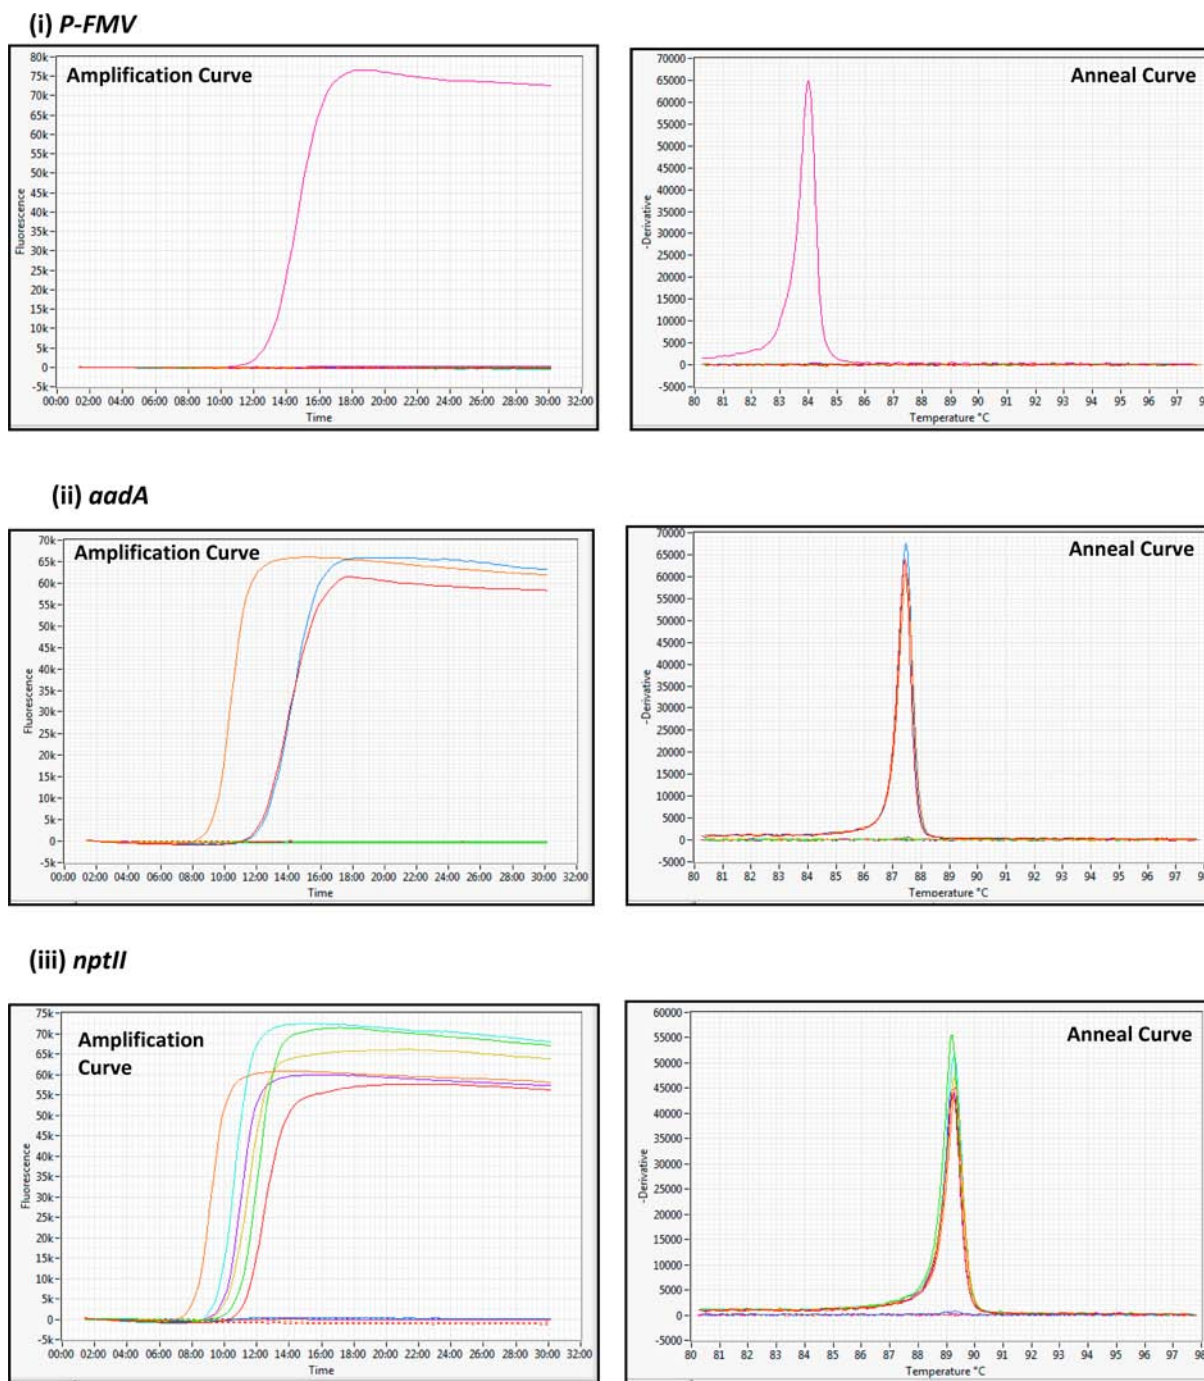 (i) P-FMV
Amplification Curve
Fluorescence
80k
75k
70k
65k
60k
55k
50k
45k
40k
35k
30k
25k
20k
15k
10k
5k
0
-5k
00:00 02:00 04:00 06:00 08:00 10:00 12:00 14:00 16:00 18:00 20:00 22:00 24:00 26:00 28:00 30:00 32:00
Time
Anneal Curve
-Derivative
70000
65000
60000
55000
50000
45000
40000
35000
30000
25000
20000
15000
10000
5000
0
-5000
80 81 82 83 84 85 86 87 88 89 90 91 92 93 94 95 96 97
Temperature °C
(ii) aadA
Amplification Curve
Fluorescence
70k
65k
60k
55k
50k
45k
40k
35k
30k
25k
20k
15k
10k
5k
0
-5k
00:00 02:00 04:00 06:00 08:00 10:00 12:00 14:00 16:00 18:00 20:00 22:00 24:00 26:00 28:00 30:00 32:00
Time
Anneal Curve
-Derivative
70000
65000
60000
55000
50000
45000
40000
35000
30000
25000
20000
15000
10000
5000
0
-5000
80 81 82 83 84 85 86 87 88 89 90 91 92 93 94 95 96 97
Temperature °C
(iii) nptII
Amplification
Curve
Fluorescence
75k
70k
65k
60k
55k
50k
45k
40k
35k
30k
25k
20k
15k
10k
5k
0
-5k
00:00 02:00 04:00 06:00 08:00 10:00 12:00 14:00 16:00 18:00 20:00 22:00 24:00 26:00 28:00 30:00 32:00
Time
Anneal Curve
-Derivative
60000
55000
50000
45000
40000
35000
30000
25000
20000
15000
10000
5000
0
-5000
80 81 82 83 84 85 86 87 88 89 90 91 92 93 94 95 96 97 98
Temperature °C